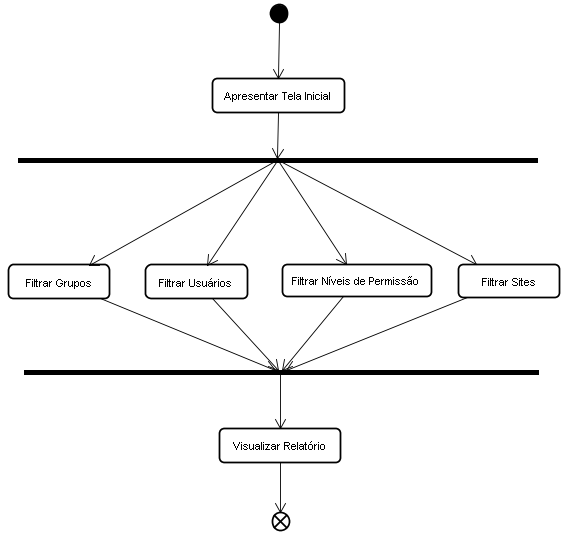 Apresentar Tela Inicial
Filtrar Grupos
Filtrar Usuários
Filtrar Níveis de Permissão
Filtrar Sites
Visualizar Relatório